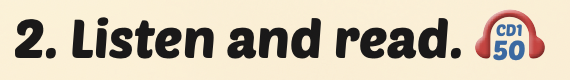 2. Listen and read. CD1
50